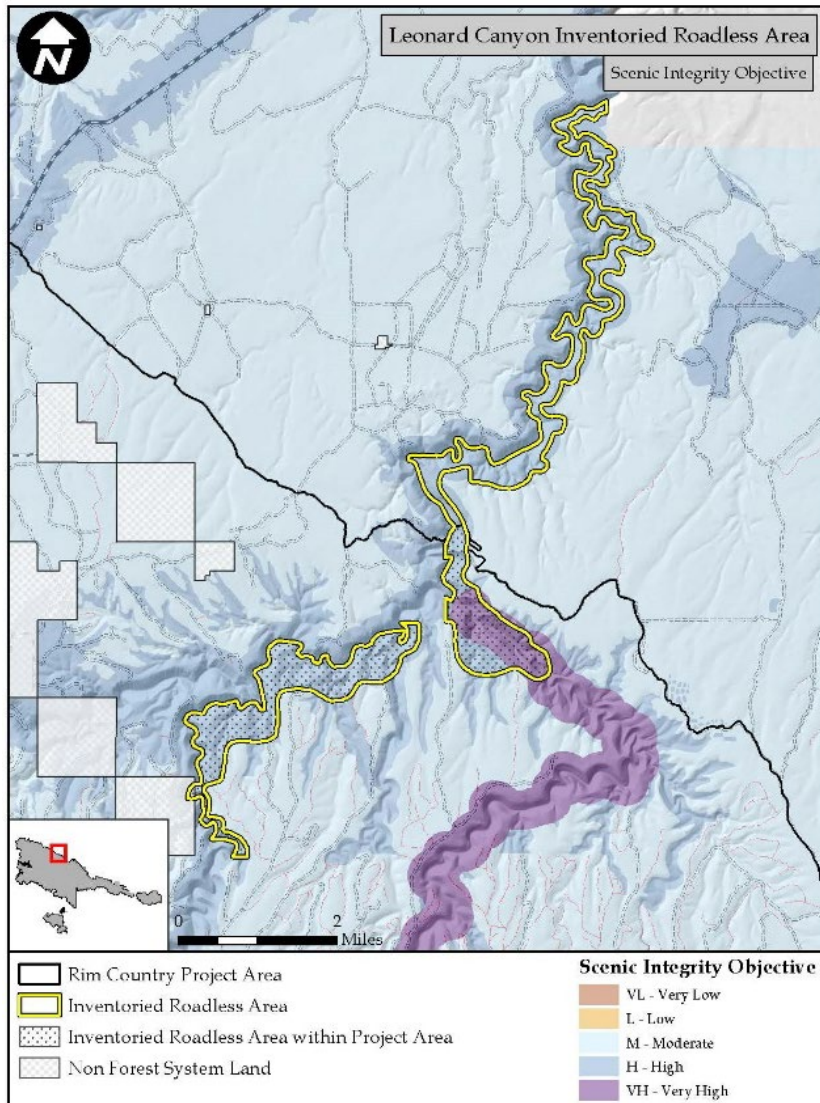 N
Leonard Canyon Inventoried Roadless Area
Scenic Integrity Objective
0 2
Miles
Rim Country Project Area
Inventoried Roadless Area
Inventoried Roadless Area within Project Area
Non Forest System Land
Scenic Integrity Objective
VL - Very Low
L - Low
M - Moderate
H - High
VH - Very High